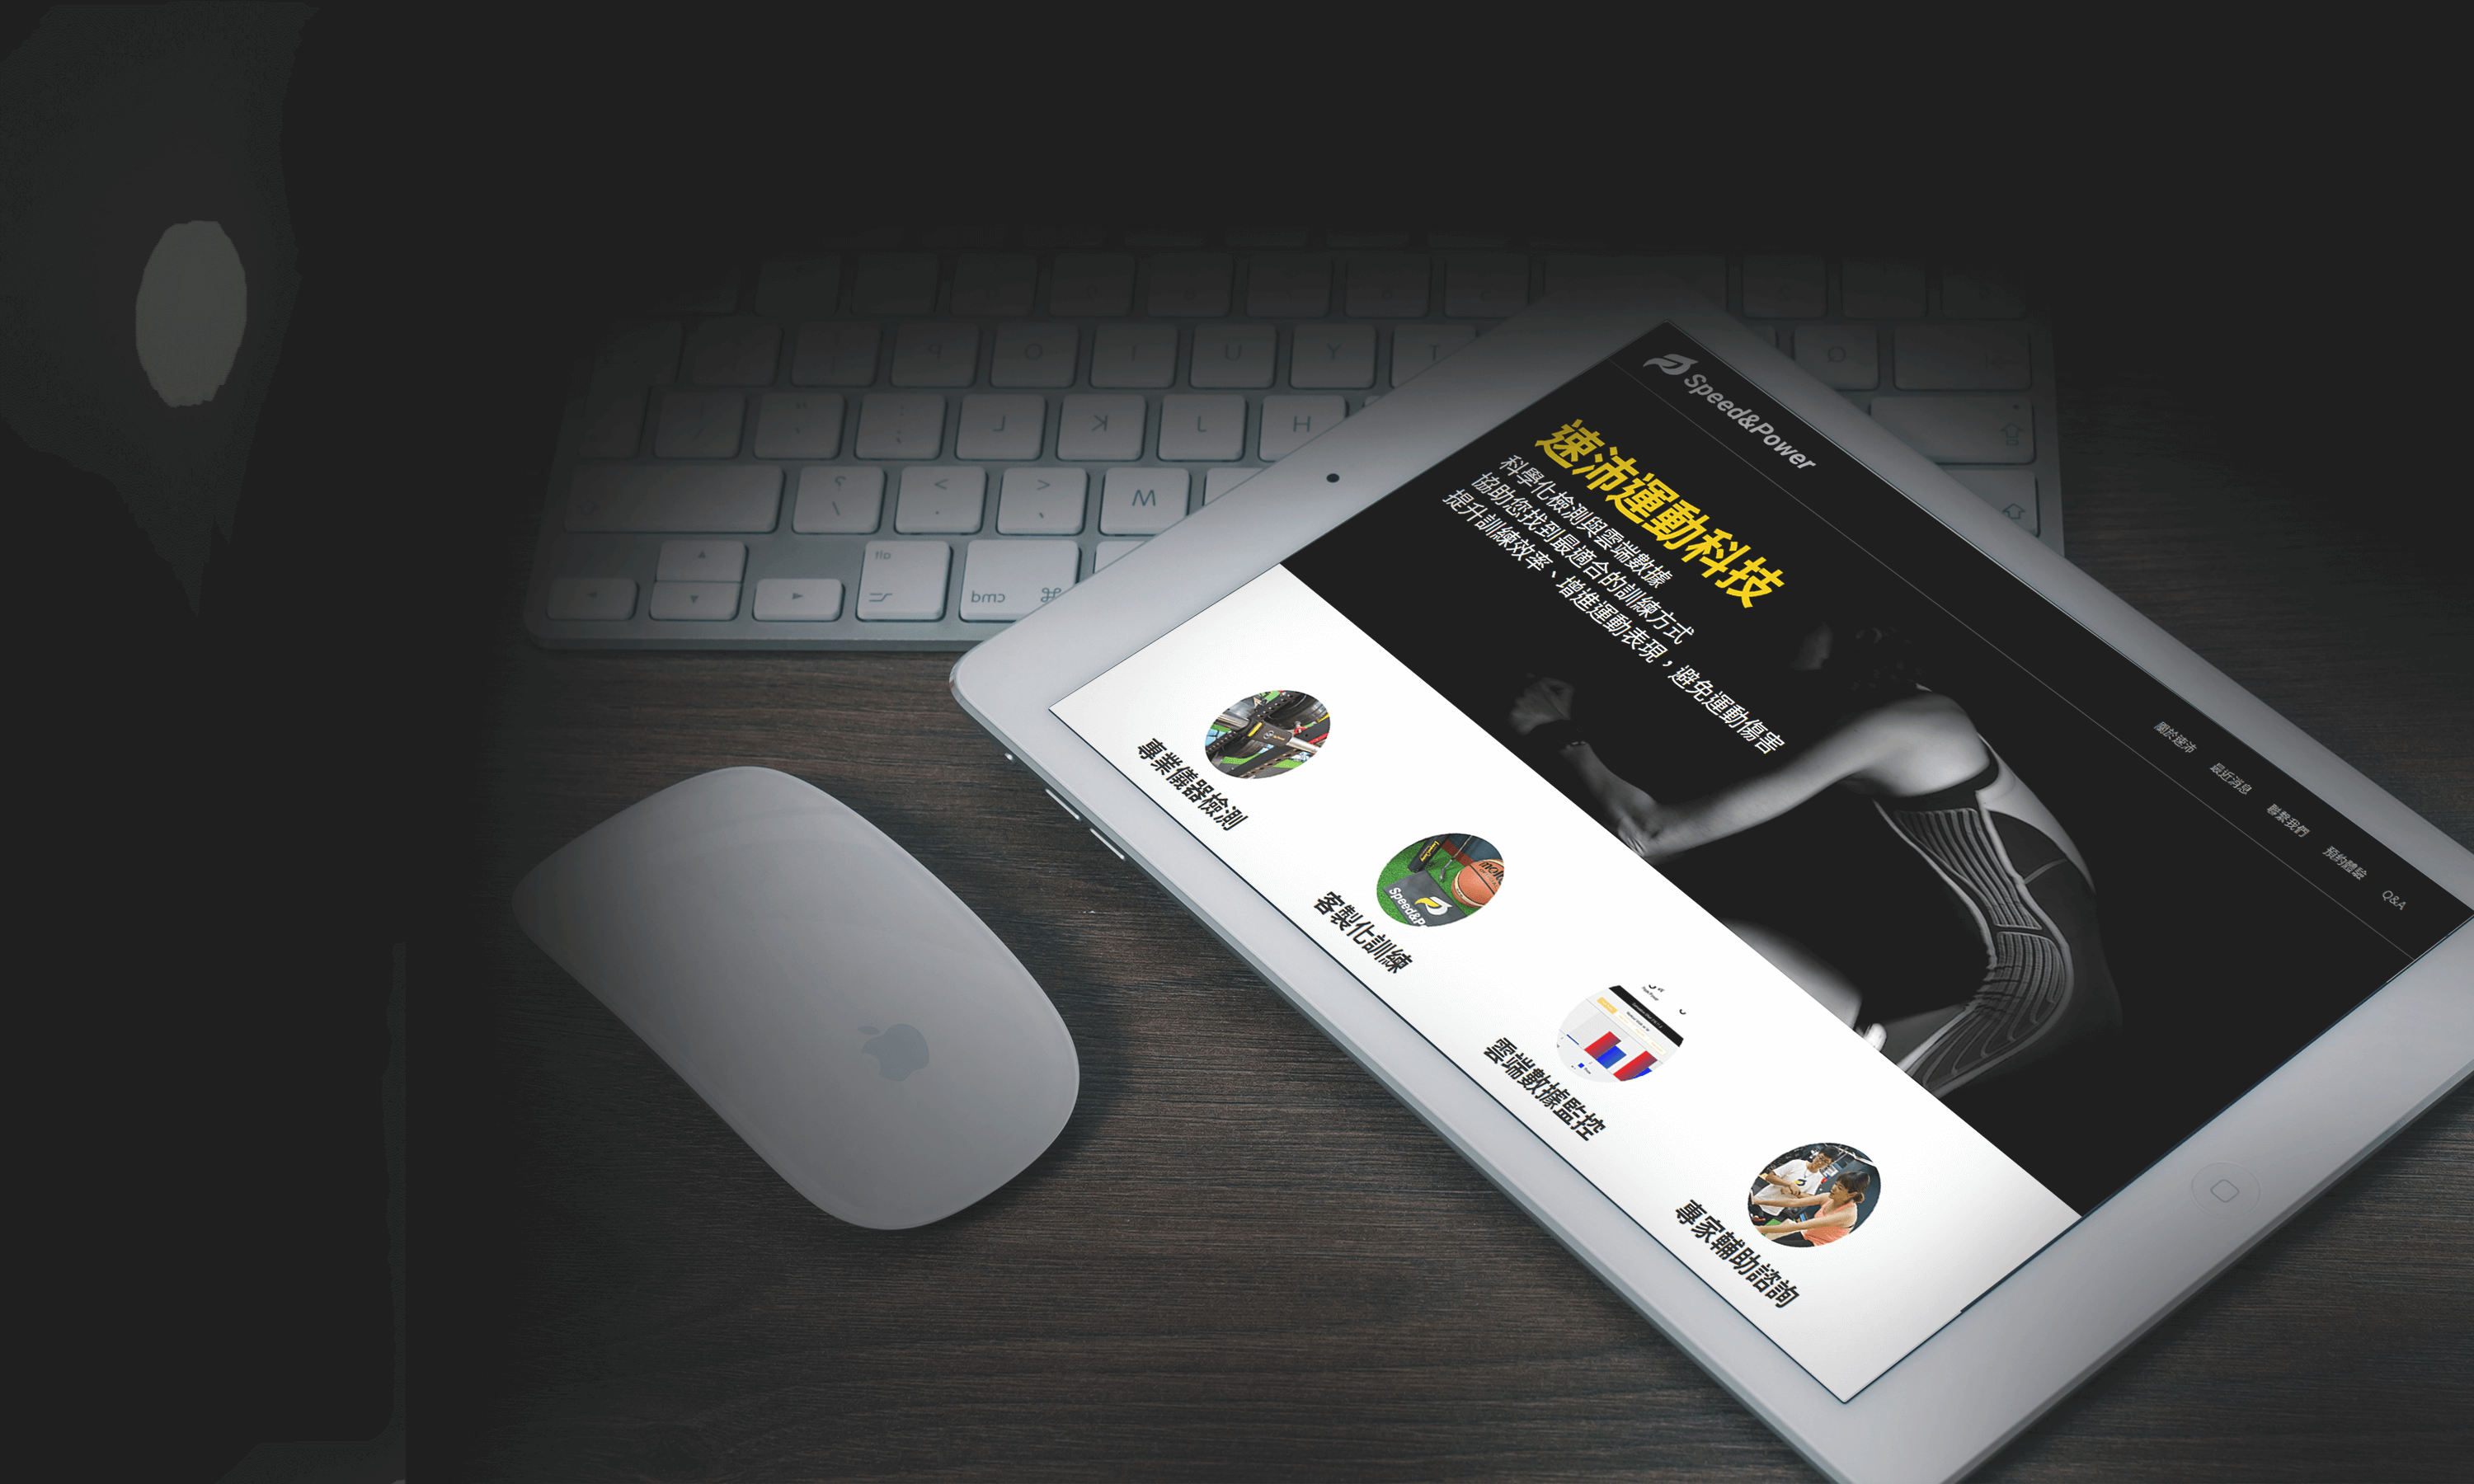 Speed&Power
關於速沛
最近消息
聯繫我們
預約體驗
Q&A
速沛運動科技
科學化檢測與雲端數據
協助您找到最適合的訓練方式
提升訓練效率、增進運動表現，避免運動傷害
專業儀器檢測
客製化訓練
Speed&P
molte
雲端數據監控
專家輔助諮詢
P
O
I
U
Y
T
L
K
J
H
?
>
<
M
alt
cmd ⌘